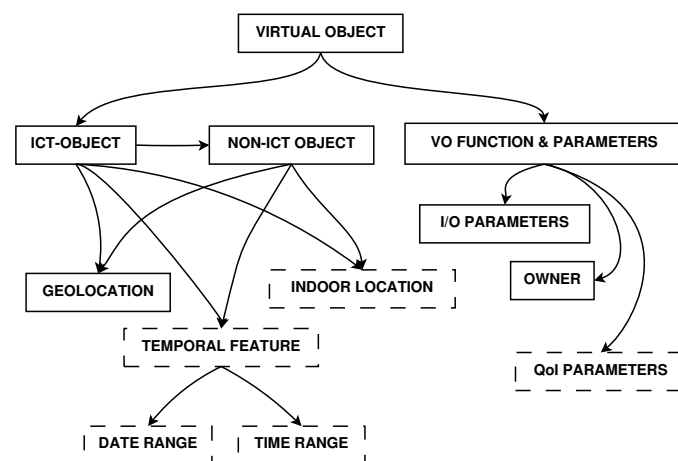 VIRTUAL OBJECT
ICT-OBJECT
NON-ICT OBJECT
VO FUNCTION & PARAMETERS
I/O PARAMETERS
GEOLOCATION
INDOOR LOCATION
OWNER
TEMPORAL FEATURE
QoI PARAMETERS
DATE RANGE
TIME RANGE